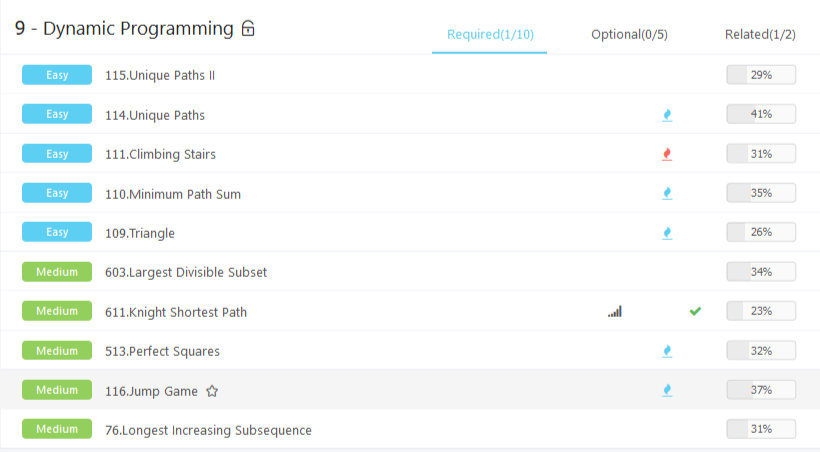 9 - Dynamic Programming Required(1/10) Optional(0/5) Related(1/2)
Easy 115.Unique Paths II 29%
Easy 114.Unique Paths 41%
Easy 111.Climbing Stairs 31%
Easy 110.Minimum Path Sum 35%
Easy 109.Triangle 26%
Medium 603.Largest Divisible Subset 34%
Medium 611.Knight Shortest Path 23%
Medium 513.Perfect Squares 32%
Medium 116.Jump Game 37%
Medium 76.Longest Increasing Subsequence 31%